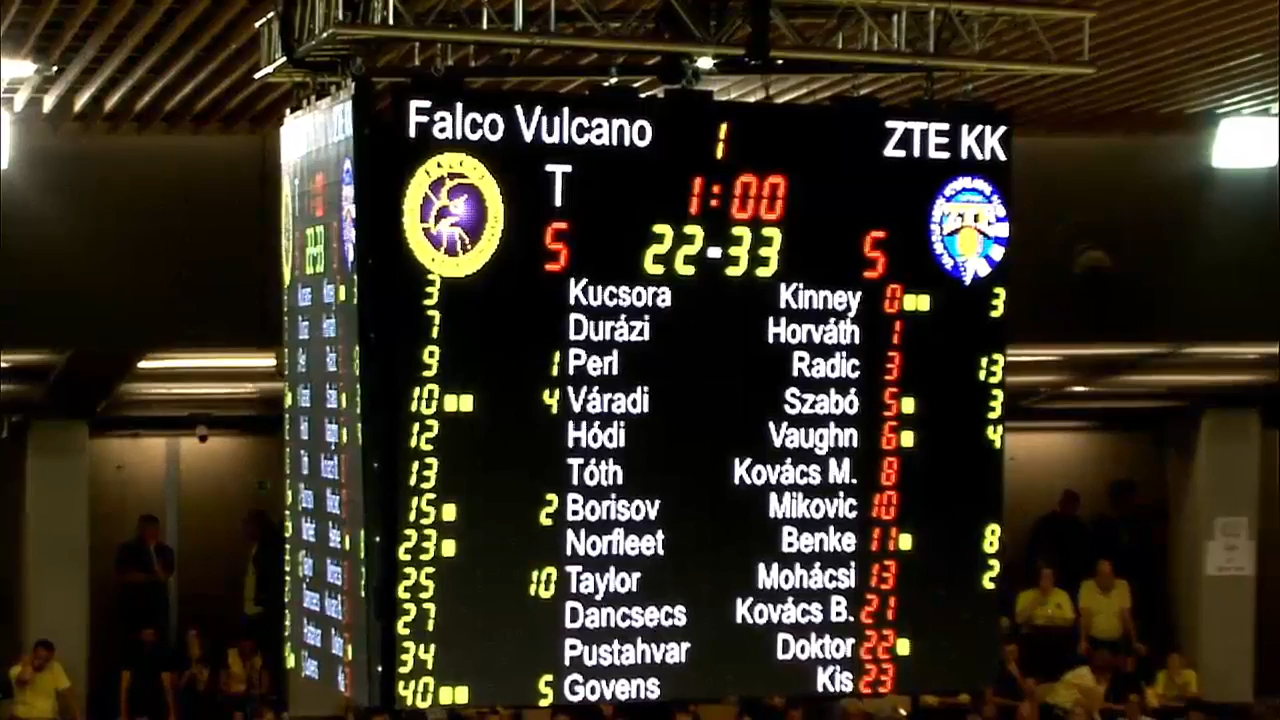 Falco Vulcano 1 ZTE KK
T 1:00
5 22-33 5
3 Kucsora Kinney 0 3
7 Durázi Horváth 1
9 1 Perl Radic 3 13
10 4 Váradi Szabó 5 3
12 Hódi Vaughn 6 4
13 Tóth Kovács M. 8
15 2 Borisov Mikovic 10
23 Norfleet Benke 11 8
25 10 Taylor Mohácsi 13 2
27 Dancsecs Kovács B. 21
34 Pustahvar Doktor 22
40 5 Govens Kis 23